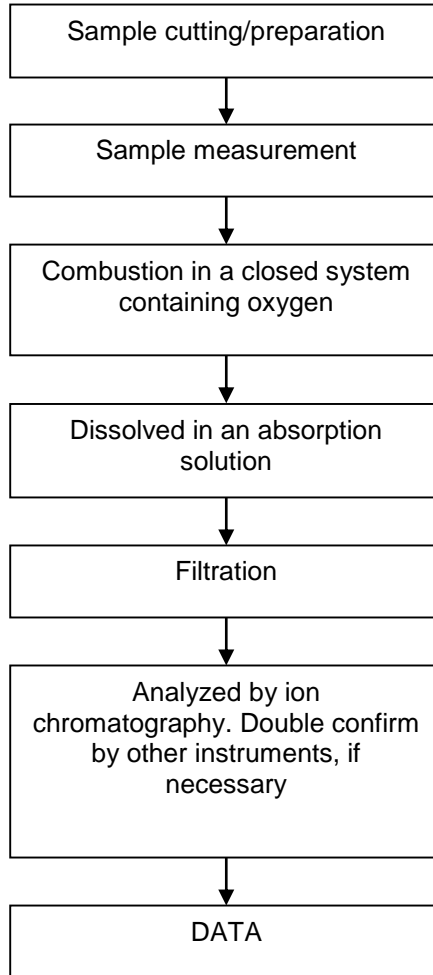 Sample cutting/preparation
Sample measurement
Combustion in a closed system
containing oxygen
Dissolved in an absorption
solution
Filtration
Analyzed by ion
chromatography. Double confirm
by other instruments, if
necessary
DATA